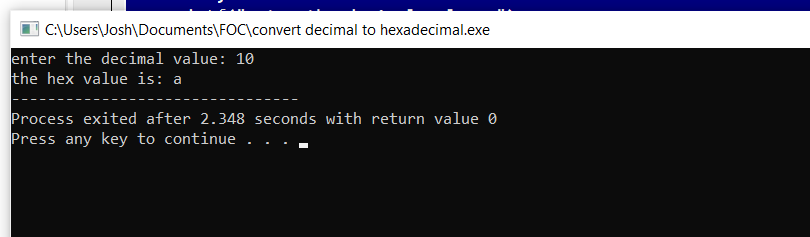 C:\Users\Josh\Documents\FOC\convert decimal to hexadecimal.exe
enter the decimal value: 10
the hex value is: a
--------------------------------
Process exited after 2.348 seconds with return value 0
Press any key to continue . . .